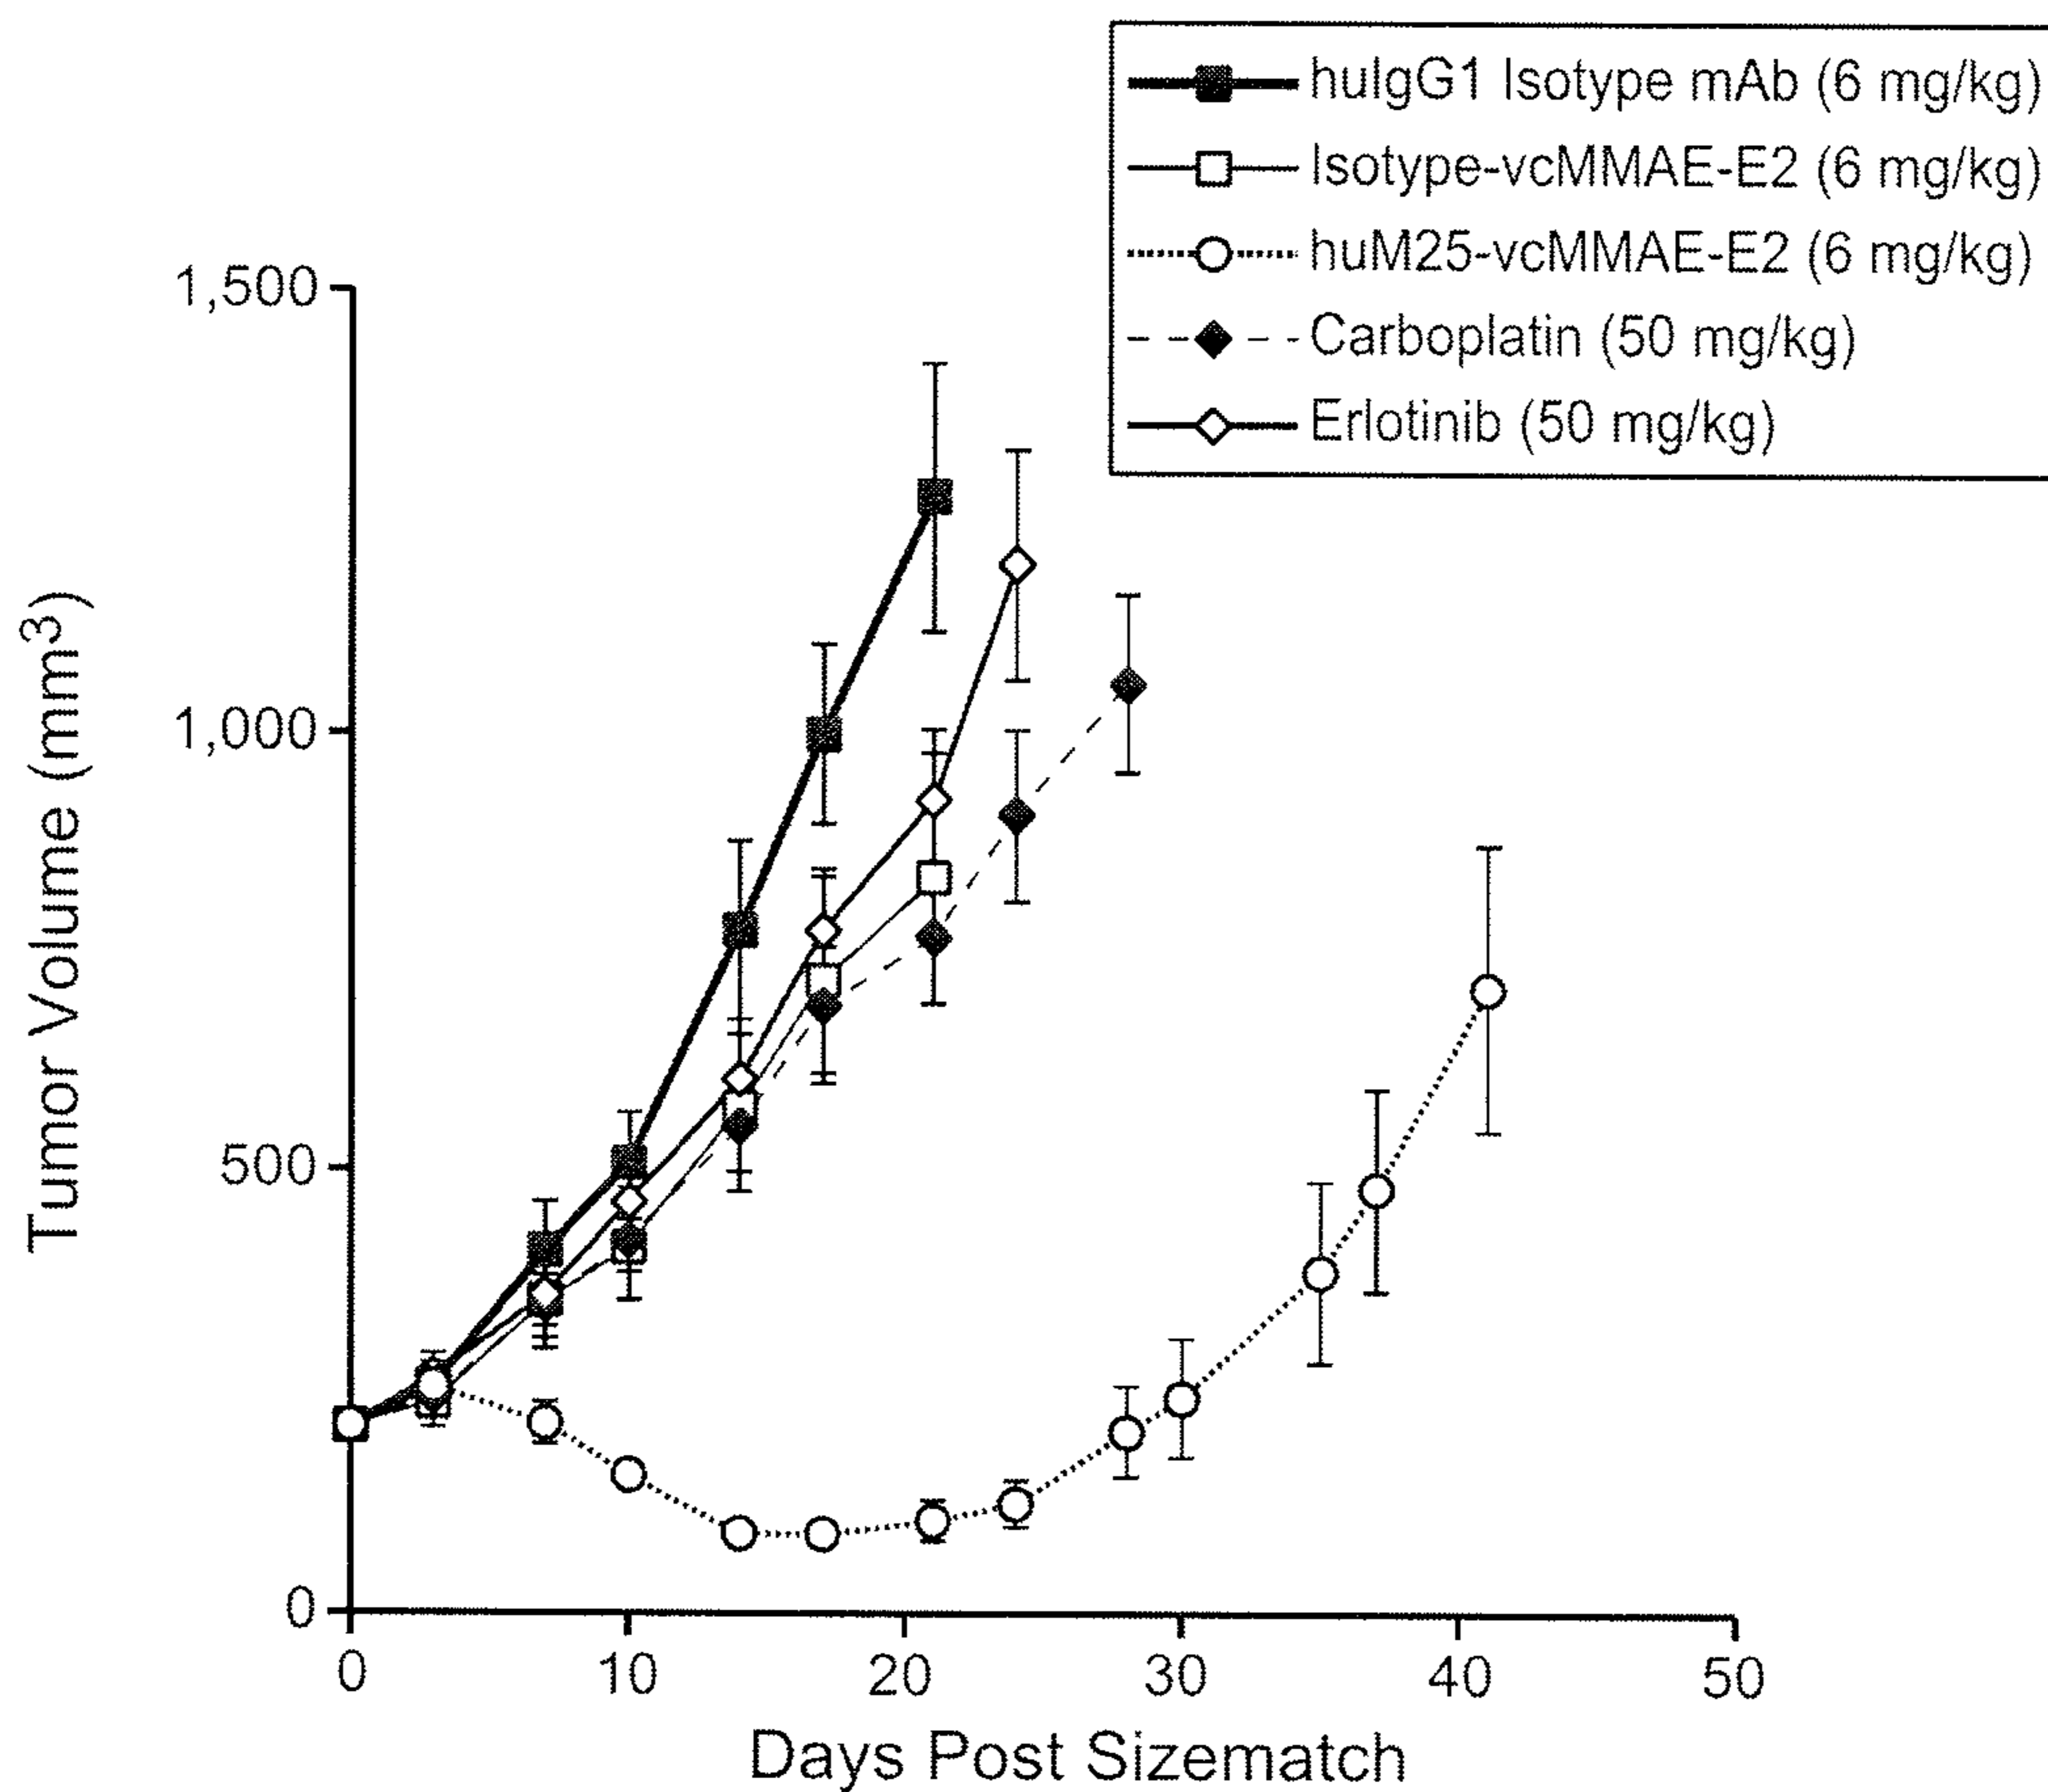 huIgG1 Isotype mAb (6 mg/kg)
Isotype-vcMMAE-E2 (6 mg/kg)
huM25-vcMMAE-E2 (6 mg/kg)
Carboplatin (50 mg/kg)
Erlotinib (50 mg/kg)
1,500
1,000
500
0
Tumor Volume (mm³)
0 10 20 30 40 50
Days Post Sizematch